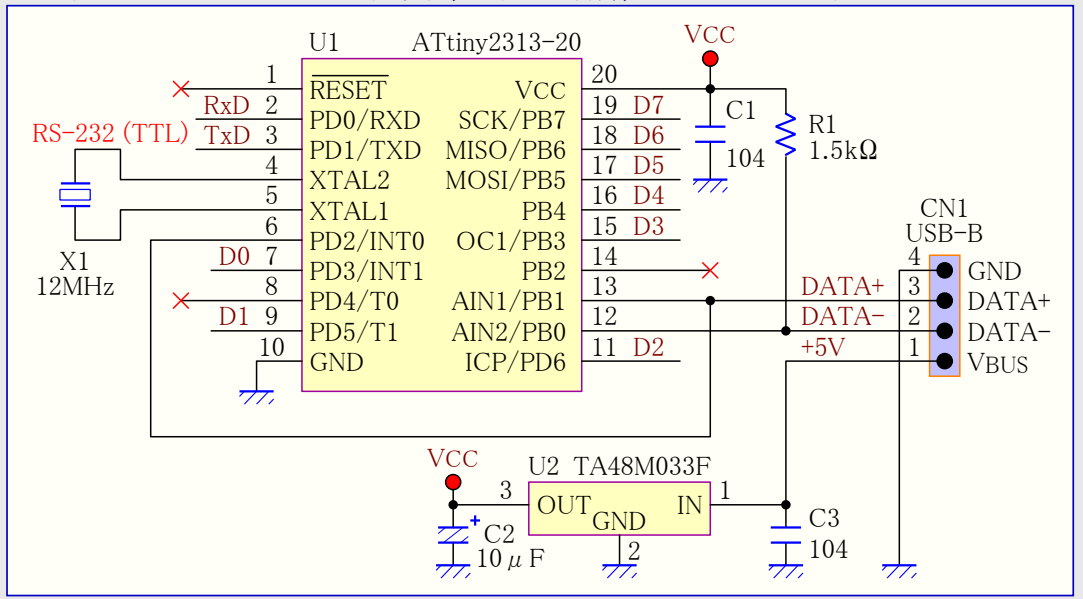 U1
ATtiny2313-20
VCC
1
RESET
VCC
20
RxD 2
PD0/RXD
SCK/PB7
19 D7
C1
104
R1
1.5kΩ
RS-232 (TTL)
TxD 3
PD1/TXD
MISO/PB6
18 D6
4
XTAL2
MOSI/PB5
17 D5
5
XTAL1
PB4
16 D4
X1
12MHz
6
PD2/INT0
OC1/PB3
15 D3
D0 7
PD3/INT1
PB2
14
8
PD4/T0
AIN1/PB1
13
D1 9
PD5/T1
AIN2/PB0
12
10
GND
ICP/PD6
11 D2
CN1
USB-B
4
GND
DATA+
3
DATA+
DATA-
2
DATA-
+5V
1
VBUS
VCC
U2 TA48M033F
3
OUT
GND
IN
1
2
C2
10μF
C3
104